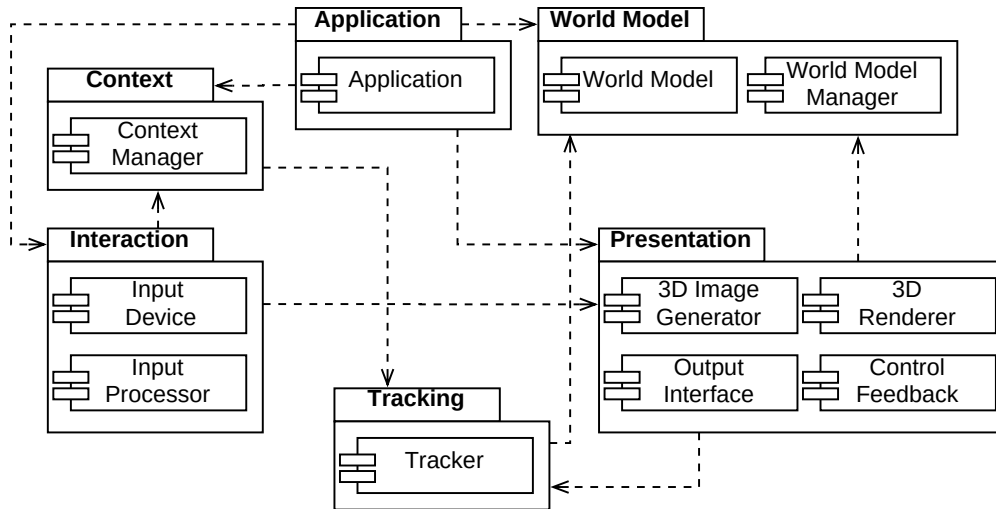 Application
Application
World Model
World Model
World Model
Manager
Context
Context
Manager
Interaction
Input
Device
Input
Processor
Presentation
3D Image
Generator
3D
Renderer
Output
Interface
Control
Feedback
Tracking
Tracker